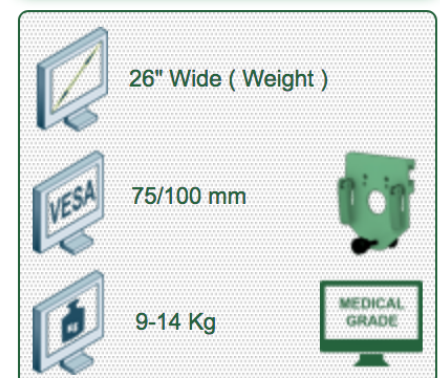 26" Wide ( Weight )
VESA
75/100 mm
9-14 Kg
MEDICAL
GRADE